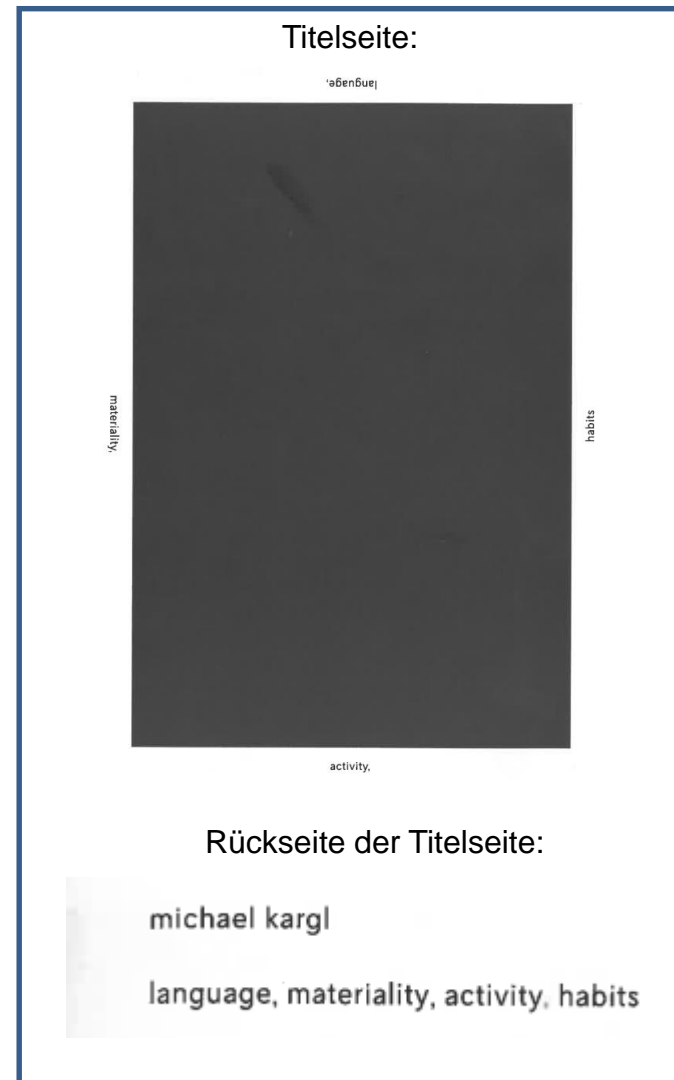 Titelseite:
language,
materiality,
habits
activity,
Rückseite der Titelseite:
michael kargl
language, materiality, activity, habits